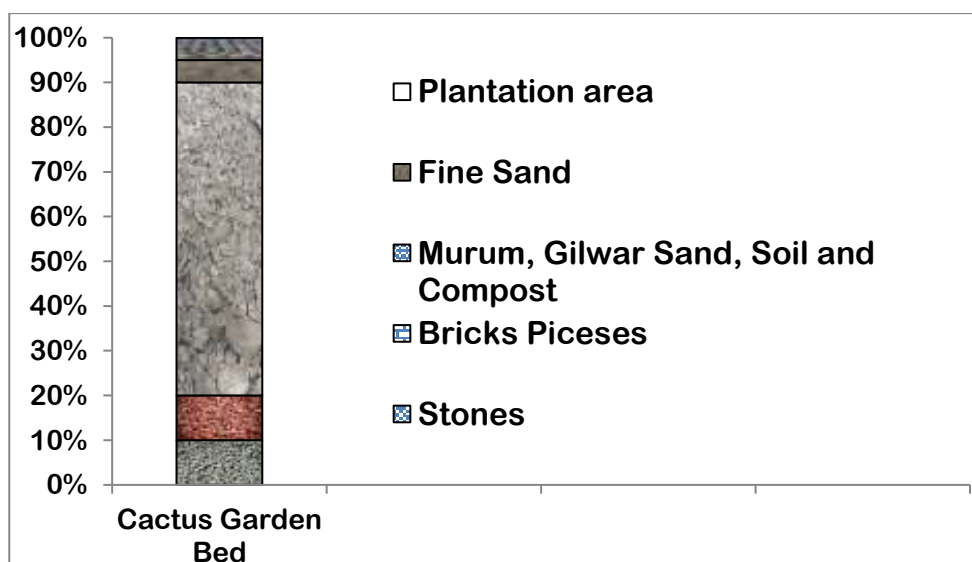 100%
90%
80%
70%
60%
50%
40%
30%
20%
10%
0%
Cactus Garden
Bed
Plantation area
Fine Sand
Murum, Gilwar Sand, Soil and
Compost
Bricks Piceses
Stones